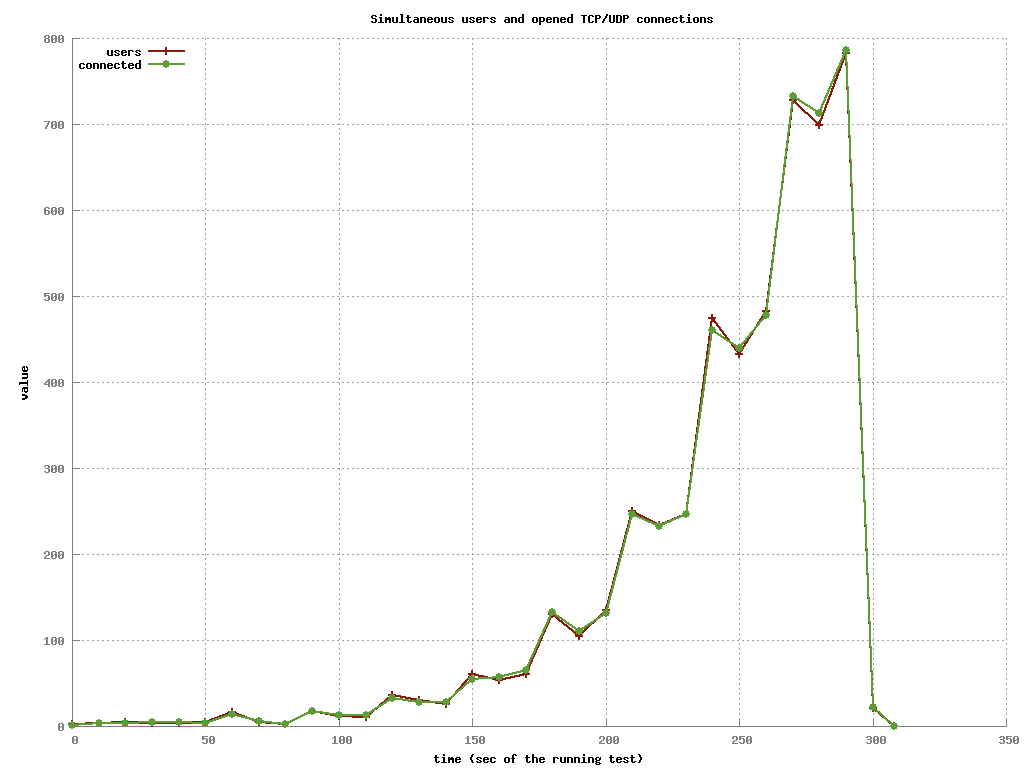 Simultaneous users and opened TCP/UDP connections
800
users
connected
700
600
500
400
value
300
200
100
0
0 50 100 150 200 250 300 350
time (sec of the running test)